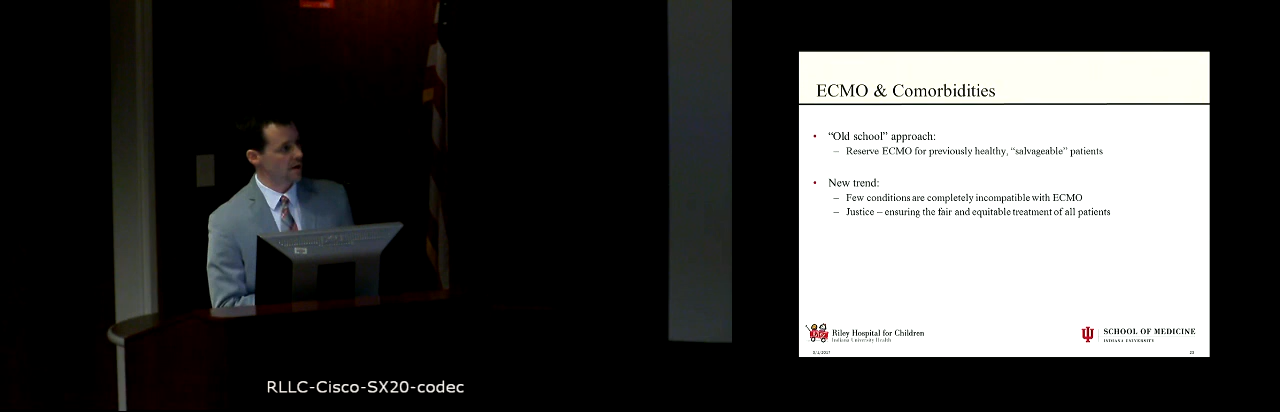 ECMO & Comorbidities
• “Old school” approach:
– Reserve ECMO for previously healthy, “salvageable” patients
• New trend:
– Few conditions are completely incompatible with ECMO
– Justice – ensuring the fair and equitable treatment of all patients
Riley Hospital for Children
Indiana University Health
SCHOOL OF MEDICINE
INDIANA UNIVERSITY
23
RLLC-Cisco-SX20-codec